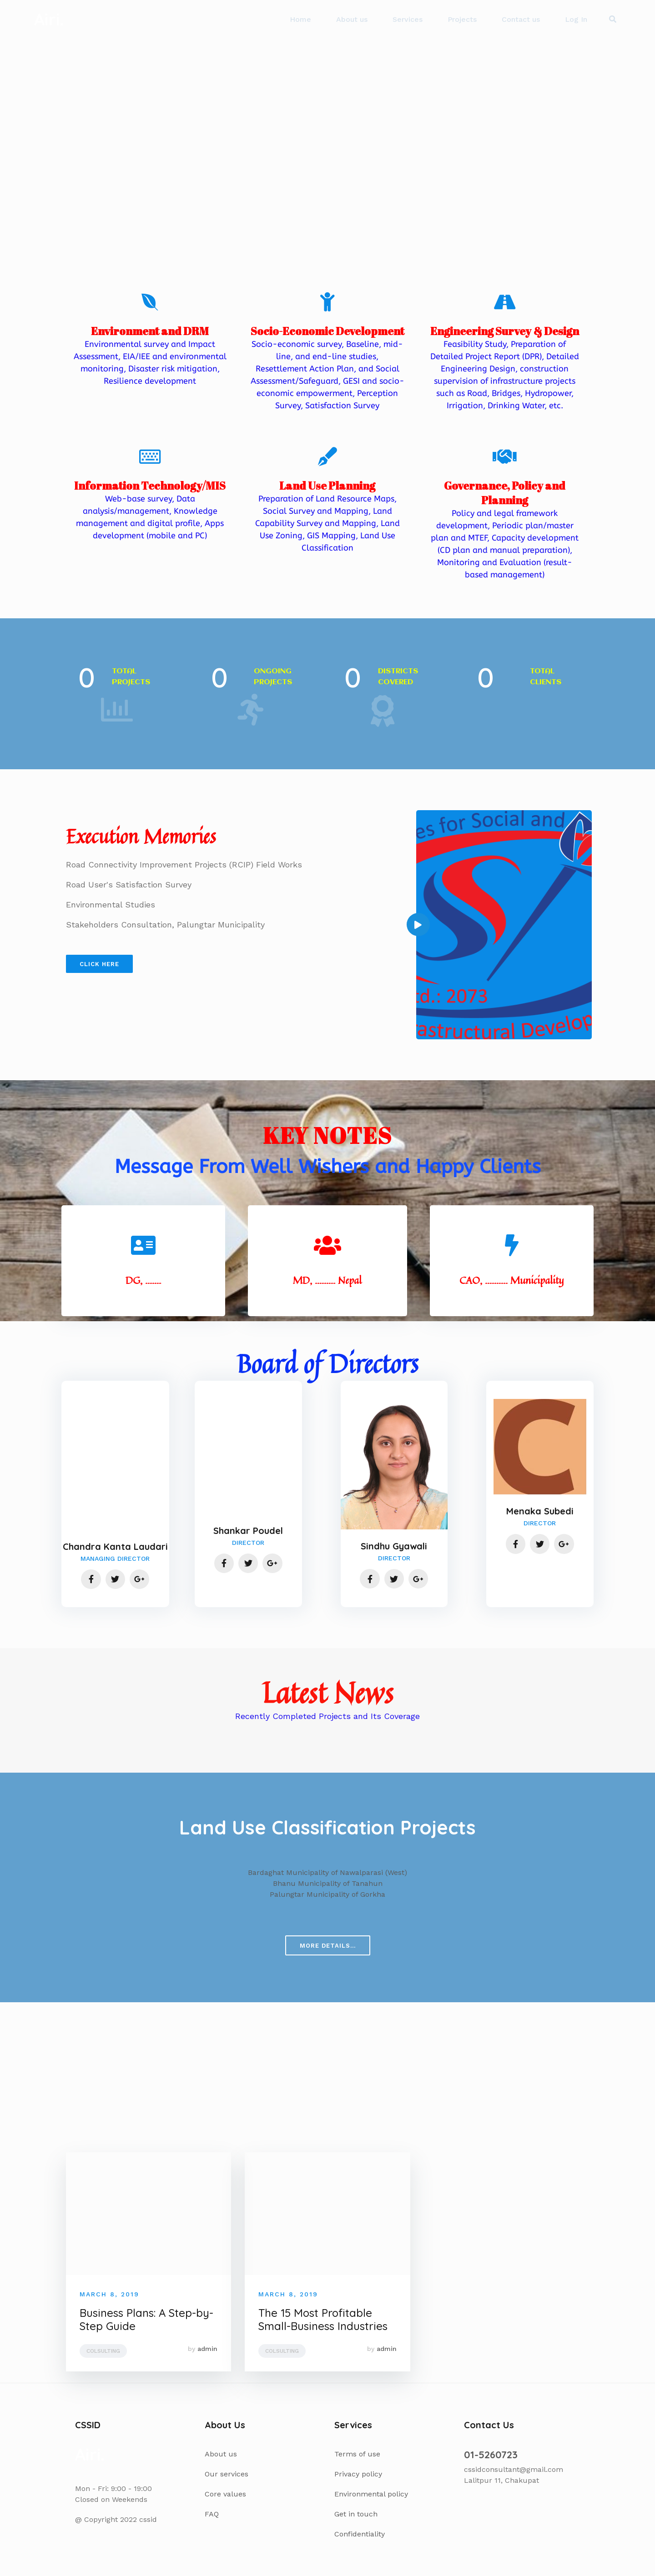 Home About us Services Projects Contact us Log In
Environment and DRM
Environmental survey and Impact
Assessment, EIA/IEE and environmental
monitoring, Disaster risk mitigation,
Resilience development
Socio-Economic Development
Socio-economic survey, Baseline, mid-
line, and end-line studies,
Resettlement Action Plan, and Social
Assessment/Safeguard, GESI and socio-
economic empowerment, Perception
Survey, Satisfaction Survey
Engineering Survey & Design
Feasibility Study, Preparation of
Detailed Project Report (DPR), Detailed
Engineering Design, construction
supervision of infrastructure projects
such as Road, Bridges, Hydropower,
Irrigation, Drinking Water, etc.
Information Technology/MIS
Web-base survey, Data
analysis/management, Knowledge
management and digital profile, Apps
development (mobile and PC)
Land Use Planning
Preparation of Land Resource Maps,
Social Survey and Mapping, Land
Capability Survey and Mapping, Land
Use Zoning, GIS Mapping, Land Use
Classification
Governance, Policy and
Planning
Policy and legal framework
development, Periodic plan/master
plan and MTEF, Capacity development
(CD plan and manual preparation),
Monitoring and Evaluation (result-
based management)
0 TOTAL
PROJECTS
0 ONGOING
PROJECTS
0 DISTRICTS
COVERED
0 TOTAL
CLIENTS
Execution Memories
Road Connectivity Improvement Projects (RCIP) Field Works
Road User's Satisfaction Survey
Environmental Studies
Stakeholders Consultation, Palungtar Municipality
CLICK HERE
es for Social and
td.: 2073
astructural Develop
KEY NOTES
Message From Well Wishers and Happy Clients
DG, .......
MD, ......... Nepal
CAO, .......... Municipality
Board of Directors
Chandra Kanta Laudari
MANAGING DIRECTOR
Shankar Poudel
DIRECTOR
Sindhu Gyawali
DIRECTOR
C
Menaka Subedi
DIRECTOR
Latest News
Recently Completed Projects and Its Coverage
Land Use Classification Projects
Bardaghat Municipality of Nawalparasi (West)
Bhanu Municipality of Tanahun
Palungtar Municipality of Gorkha
MORE DETAILS...
MARCH 8, 2019
Business Plans: A Step-by-
Step Guide
COLSULTING by admin
MARCH 8, 2019
The 15 Most Profitable
Small-Business Industries
COLSULTING by admin
CSSID
Mon - Fri: 9:00 - 19:00
Closed on Weekends
@ Copyright 2022 cssid
About Us
About us
Our services
Core values
FAQ
Services
Terms of use
Privacy policy
Environmental policy
Get in touch
Confidentiality
Contact Us
01-5260723
cssidconsultant@gmail.com
Lalitpur 11, Chakupat